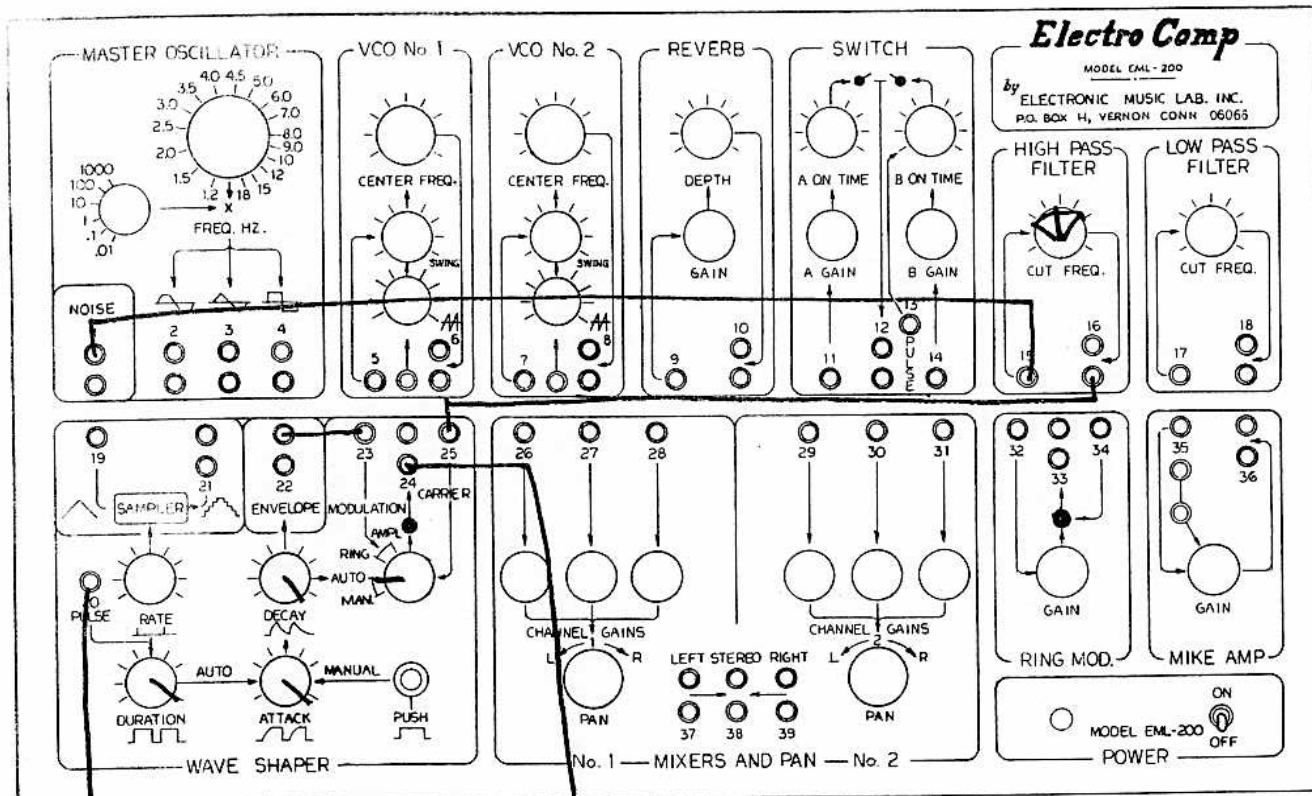 Electro Comp
MODEL EML-200
by ELECTRONIC MUSIC LAB. INC.
P.O. BOX H, VERNON CONN 06066
MASTER OSCILLATOR
4.0 4.5
3.5 5.0
3.0 6.0
7.0
2.5 8.0
9.0
2.0 10
12
1.5 15
1.2 18
1000
100
10
1
.1
.01
X
FREQ. HZ.
NOISE
2 3 4
VCO No. 1
CENTER FREQ.
SWING
5 6
VCO No. 2
CENTER FREQ.
SWING
7 8
REVERB
DEPTH
GAIN
9 10
SWITCH
A ON TIME B ON TIME
A GAIN B GAIN
11 12 13 14
PULSE
HIGH PASS
FILTER
CUT FREQ.
15 16
LOW PASS
FILTER
CUT FREQ.
17 18
19 21 22 23 24 25
SAMPLER
ENVELOPE MODULATION CARRIER
AMPL.
RING
AUTO
MAN.
PULSE
RATE
DECAY
AUTO MANUAL
DURATION ATTACK PUSH
WAVE SHAPER
26 27 28 29 30 31
CHANNEL 1 GAINS
L R
PAN
CHANNEL 2 GAINS
L R
PAN
LEFT STEREO RIGHT
37 38 39
No. 1 — MIXERS AND PAN — No. 2
32 33 34
GAIN
RING MOD.
35 36
GAIN
MIKE AMP
MODEL EML-200
ON
OFF
POWER